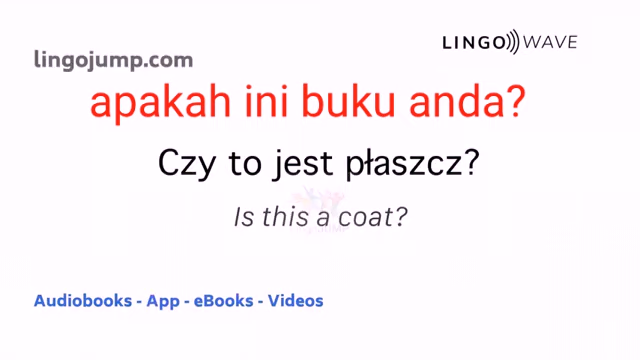 LINGO WAVE
lingojump.com
apakah ini buku anda?
Czy to jest płaszcz?
Is this a coat?
Audiobooks - App - eBooks - Videos